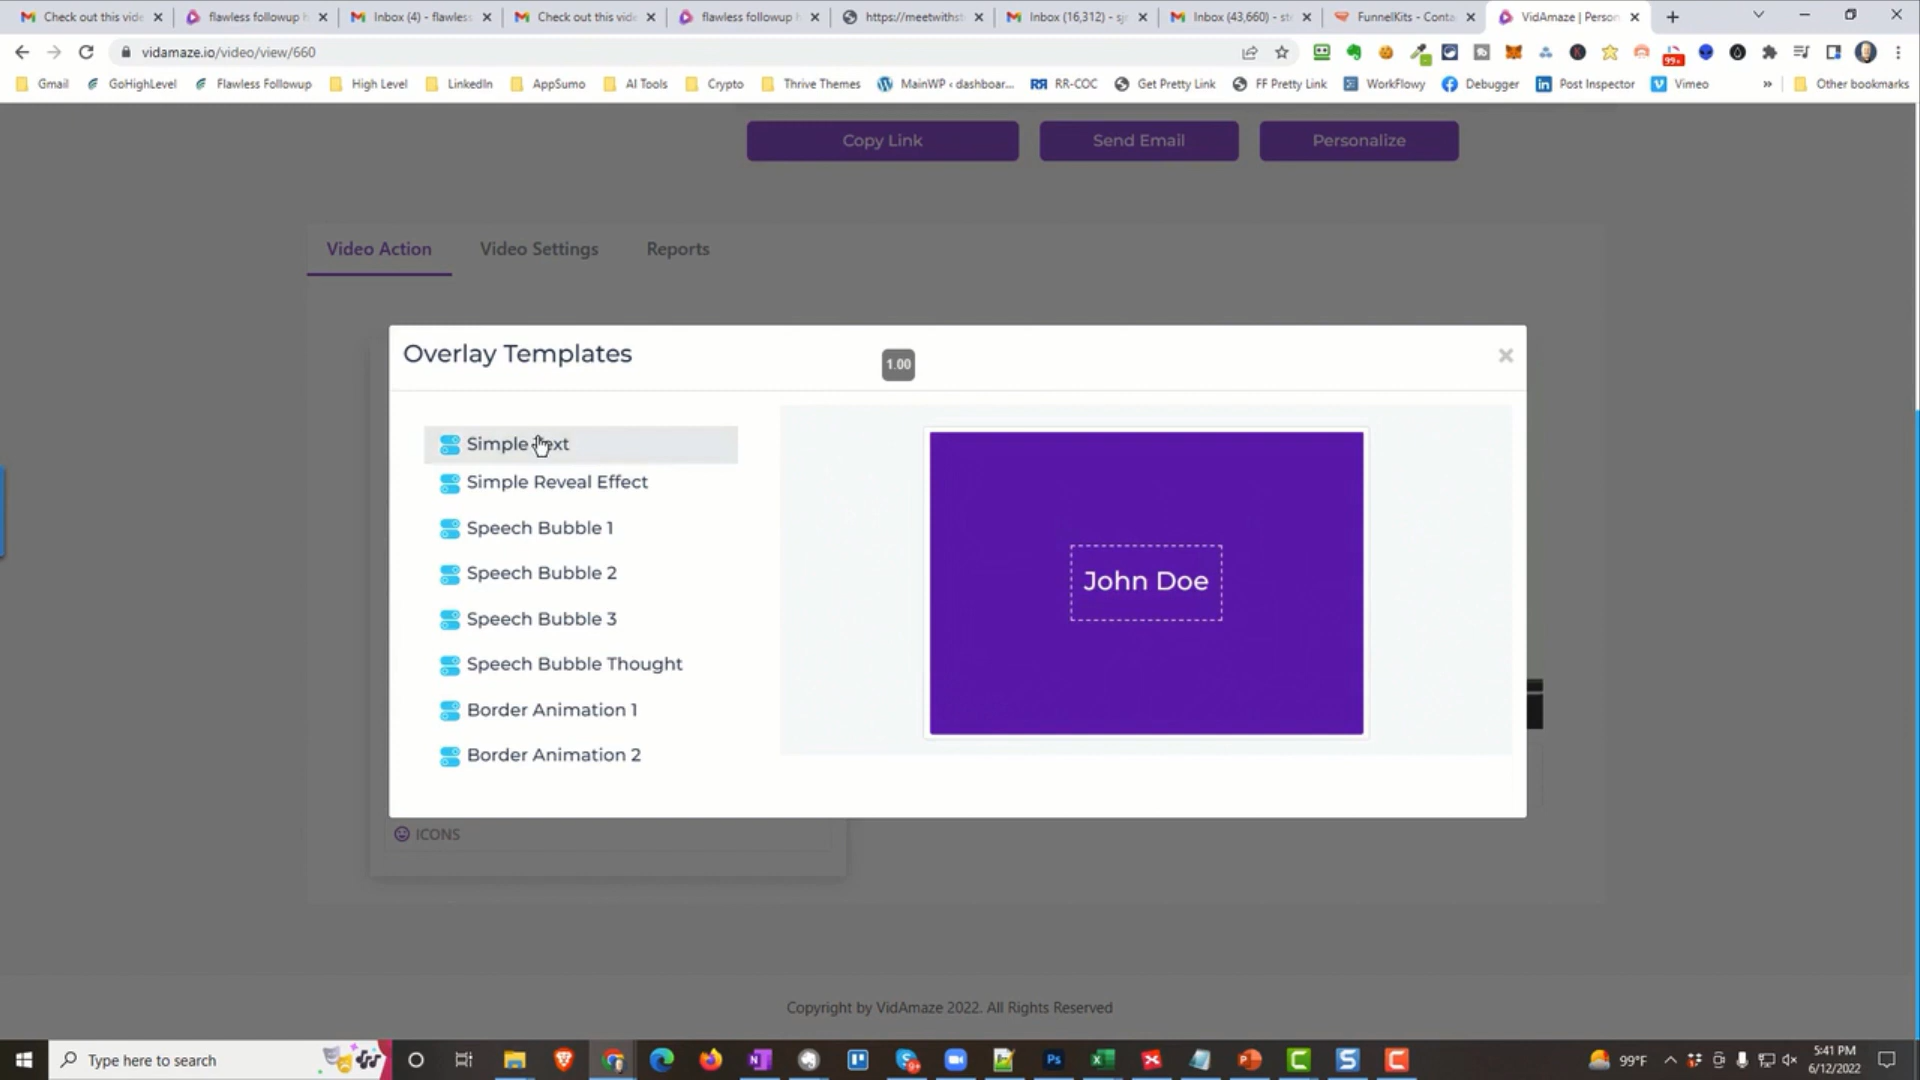 Check out this vide
flawless followup h
Inbox (4) - flawless
Check out this vide
flawless followup h
https://meetwithst
Inbox (16,312) - sj
Inbox (43,660) - st
FunnelKits - Conta
VidAmaze | Person
vidamaze.io/video/view/660
99+
Gmail
GoHighLevel
Flawless Followup
High Level
LinkedIn
AppSumo
AI Tools
Crypto
Thrive Themes
MainWP ‹ dashboar...
RR-COC
Get Pretty Link
FF Pretty Link
WorkFlowy
Debugger
Post Inspector
Vimeo
»
Other bookmarks
Copy Link
Send Email
Personalize
Video Action
Video Settings
Reports
Overlay Templates
1.00
Simple Text
Simple Reveal Effect
Speech Bubble 1
Speech Bubble 2
Speech Bubble 3
Speech Bubble Thought
Border Animation 1
Border Animation 2
John Doe
ICONS
Copyright by VidAmaze 2022. All Rights Reserved
Type here to search
99°F
5:41 PM
6/12/2022